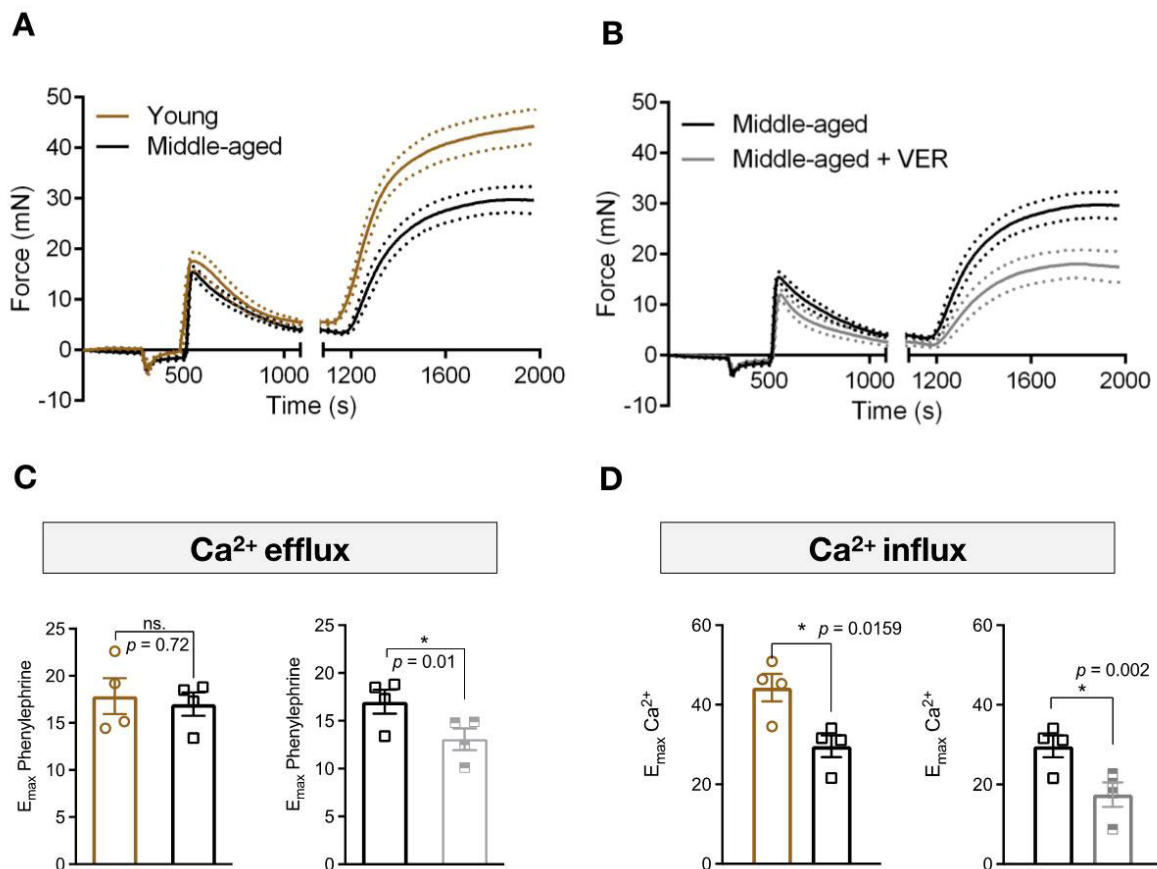 A
B
50
40
30
20
10
0
-10
Force (mN)
Young
Middle-aged
500
1000
1200
1600
2000
Time (s)
50
40
30
20
10
0
-10
Force (mN)
Middle-aged
Middle-aged + VER
500
1000
1200
1600
2000
Time (s)
C
D
Ca²⁺ efflux
Ca²⁺ influx
25
20
15
10
5
0
Eₘₐₓ Phenylephrine
ns.
p = 0.72
25
20
15
10
5
0
Eₘₐₓ Phenylephrine
*
p = 0.01
60
40
20
0
Eₘₐₓ Ca²⁺
* p = 0.0159
60
40
20
0
Eₘₐₓ Ca²⁺
p = 0.002
*